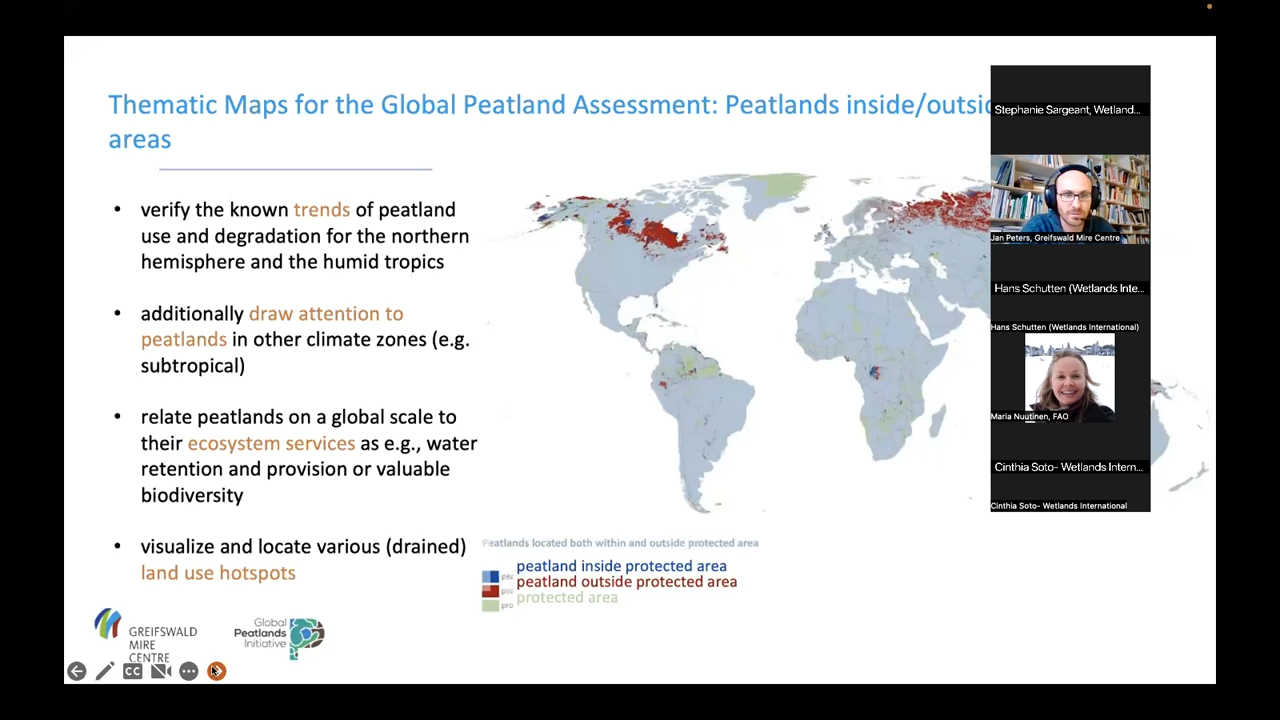 Thematic Maps for the Global Peatland Assessment: Peatlands inside/outsid
areas
• verify the known trends of peatland
use and degradation for the northern
hemisphere and the humid tropics
• additionally draw attention to
peatlands in other climate zones (e.g.
subtropical)
• relate peatlands on a global scale to
their ecosystem services as e.g., water
retention and provision or valuable
biodiversity
• visualize and locate various (drained)
land use hotspots
Peatlands located both within and outside protected area
peatland inside protected area
peatland outside protected area
protected area
pro
GREIFSWALD
MIRE
CENTRE
Global
Peatlands
Initiative
CC
Stephanie Sargeant, Wetland...
Jan Peters, Greifswald Mire Centre
Hans Schutten (Wetlands Inte...
Hans Schutten (Wetlands International)
Maria Nuutinen, FAO
Cinthia Soto- Wetlands Intern...
Cinthia Soto- Wetlands International